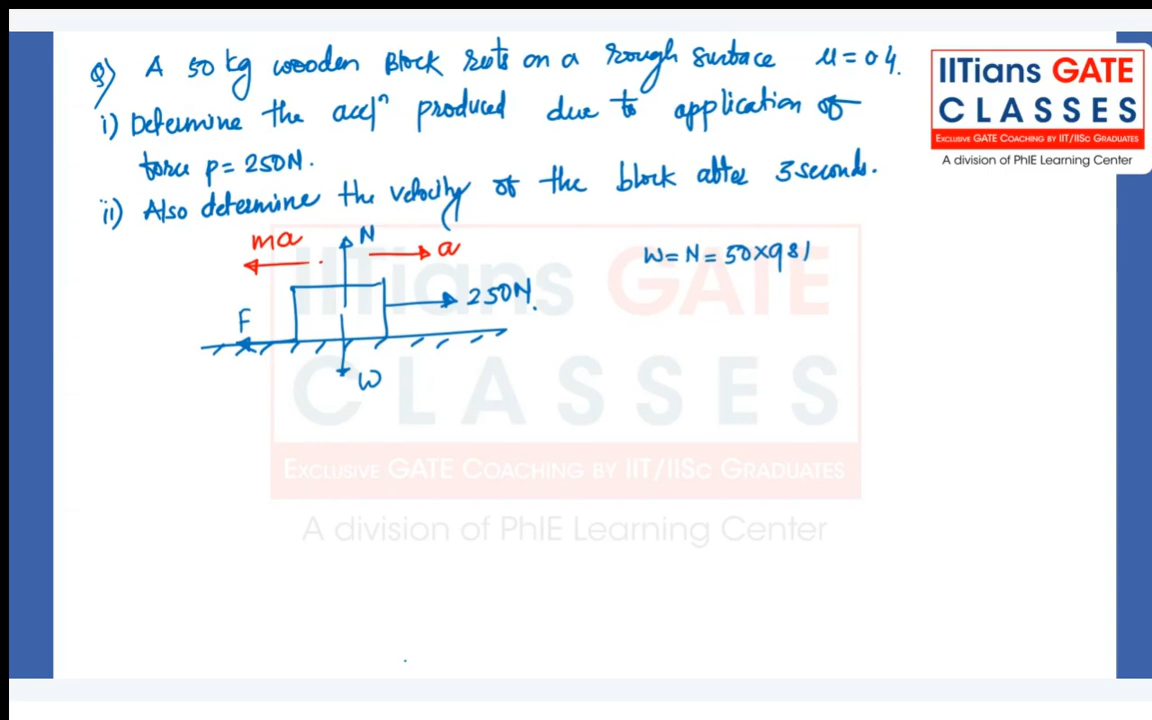 Q) A 50 kg wooden Block rests on a rough surface μ = 0.4.
i) Determine the accln produced due to application of
force P = 250N.
ii) Also determine the velocity of the block after 3 seconds.
ma
N
a
W = N = 50×9.81
250N.
F
W
IITians GATE
CLASSES
EXCLUSIVE GATE COACHING BY IIT/IISc GRADUATES
A division of PhIE Learning Center
IITians GATE
CLASSES
EXCLUSIVE GATE COACHING BY IIT/IISc GRADUATES
A division of PhIE Learning Center